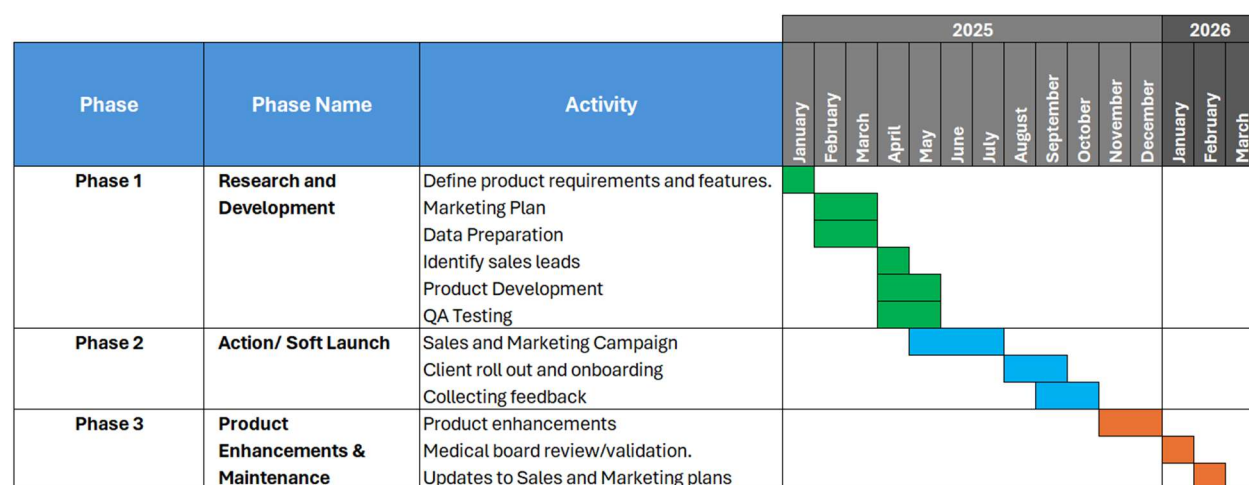 2025 2026
Phase Phase Name Activity January February March April May June July August September October November December January February March
Phase 1 Research and Define product requirements and features.
Development Marketing Plan
Data Preparation
Identify sales leads
Product Development
QA Testing
Phase 2 Action/ Soft Launch Sales and Marketing Campaign
Client roll out and onboarding
Collecting feedback
Phase 3 Product Product enhancements
Enhancements & Medical board review/validation.
Maintenance Updates to Sales and Marketing plans